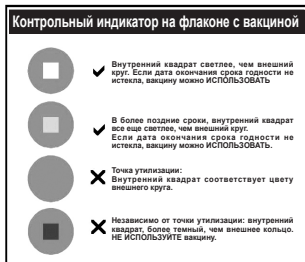 Контрольный индикатор на флаконе с вакциной
Внутренний квадрат светлее, чем внешний
круг. Если дата окончания срока годности не
истекла, вакцину можно ИСПОЛЬЗОВАТЬ
В более поздние сроки, внутренний квадрат
все еще светлее, чем внешний круг.
Если дата окончания срока годности не
истекла, вакцину можно ИСПОЛЬЗОВАТЬ.
Точка утилизации:
Внутренний квадрат соответствует цвету
внешнего круга.
Независимо от точки утилизации: внутренний
квадрат, более темный, чем внешнее кольцо.
НЕ ИСПОЛЬЗУЙТЕ вакцину.